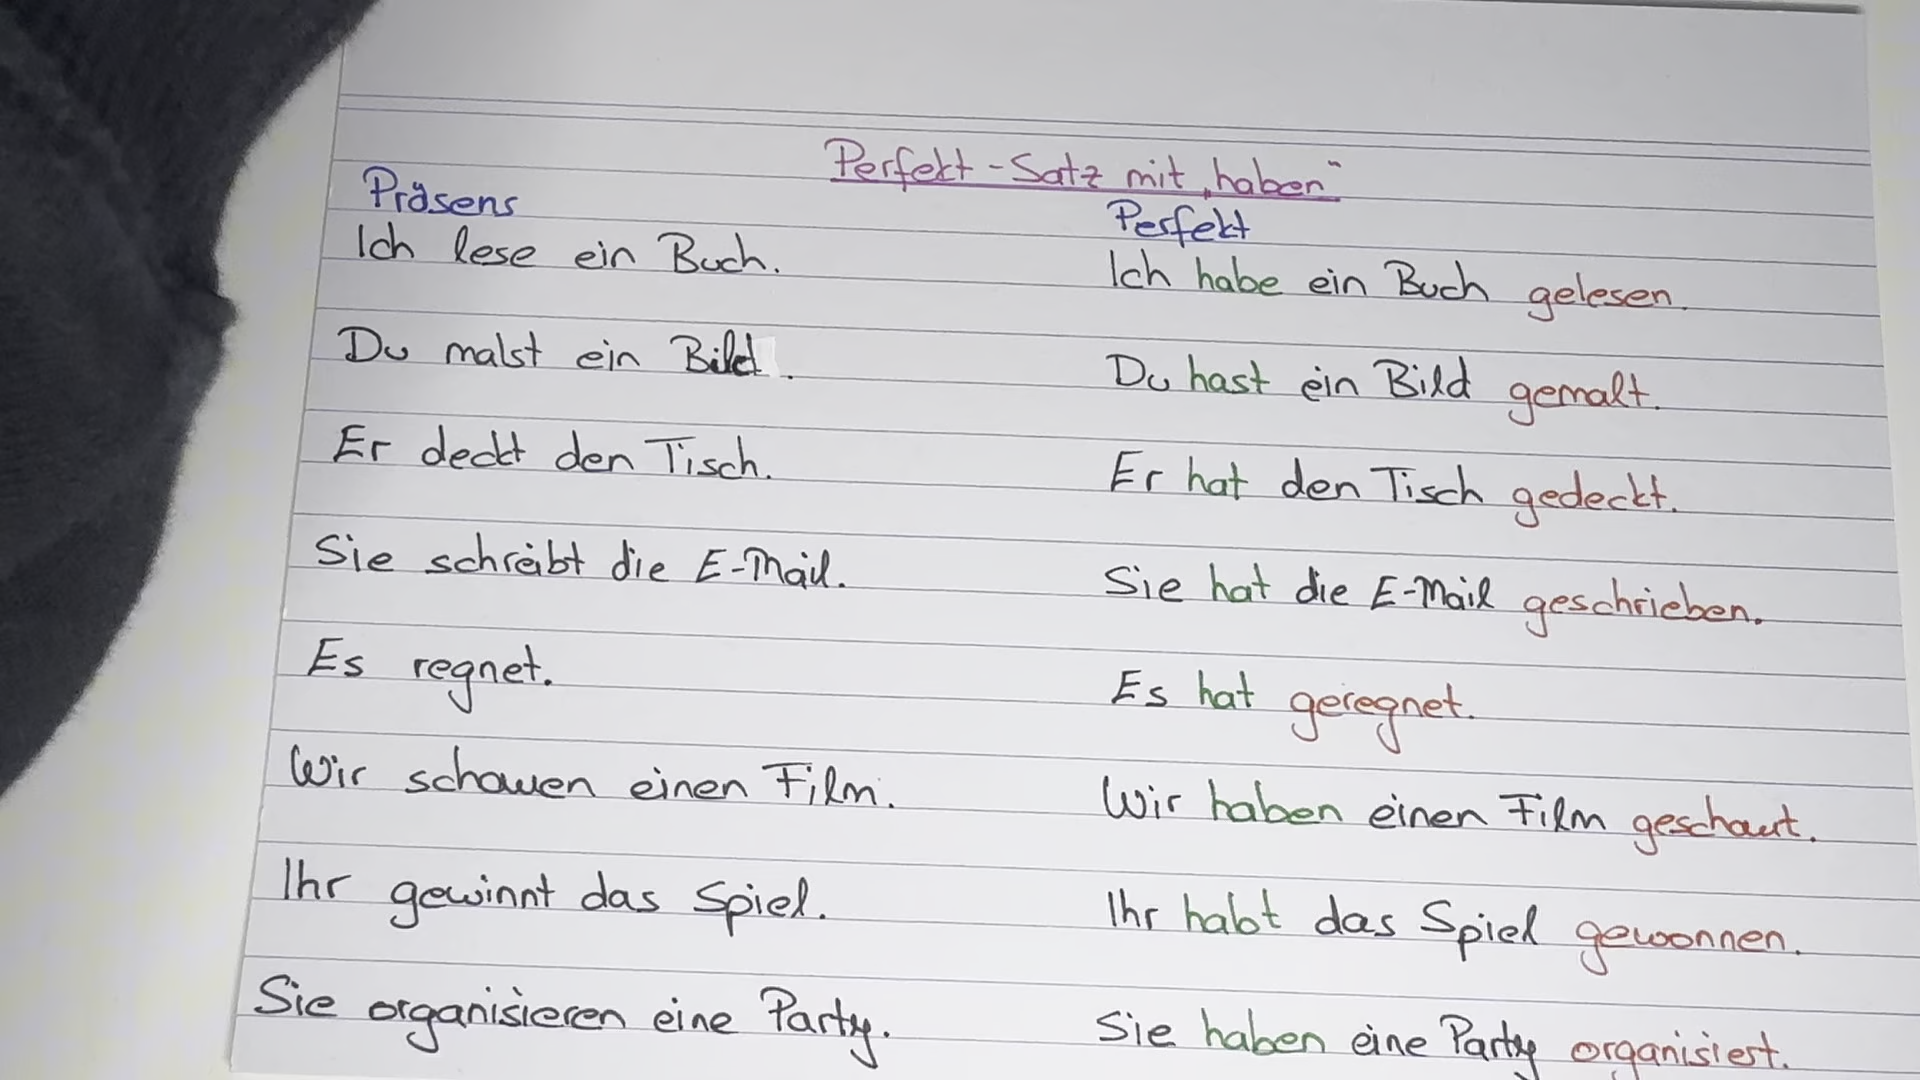 Perfekt-Satz mit „haben"
Präsens Perfekt
Ich lese ein Buch. Ich habe ein Buch gelesen.
Du malst ein Bild. Du hast ein Bild gemalt.
Er deckt den Tisch. Er hat den Tisch gedeckt.
Sie schreibt die E-Mail. Sie hat die E-Mail geschrieben.
Es regnet. Es hat geregnet.
Wir schauen einen Film. Wir haben einen Film geschaut.
Ihr gewinnt das Spiel. Ihr habt das Spiel gewonnen.
Sie organisieren eine Party. Sie haben eine Party organisiert.